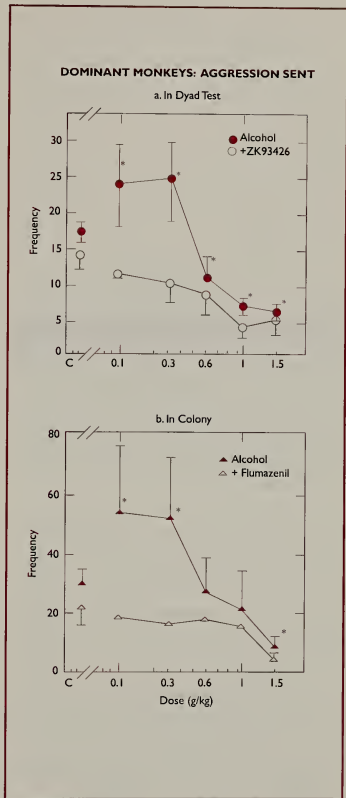 DOMINANT MONKEYS: AGGRESSION SENT
a. In Dyad Test
Alcohol
+ZK93426
Frequency
30
25
20
15
10
5
0
C 0.1 0.3 0.6 1 1.5
*
*
*
*
*
b. In Colony
Alcohol
+ Flumazenil
Frequency
80
60
40
20
0
C 0.1 0.3 0.6 1 1.5
*
*
*
Dose (g/kg)